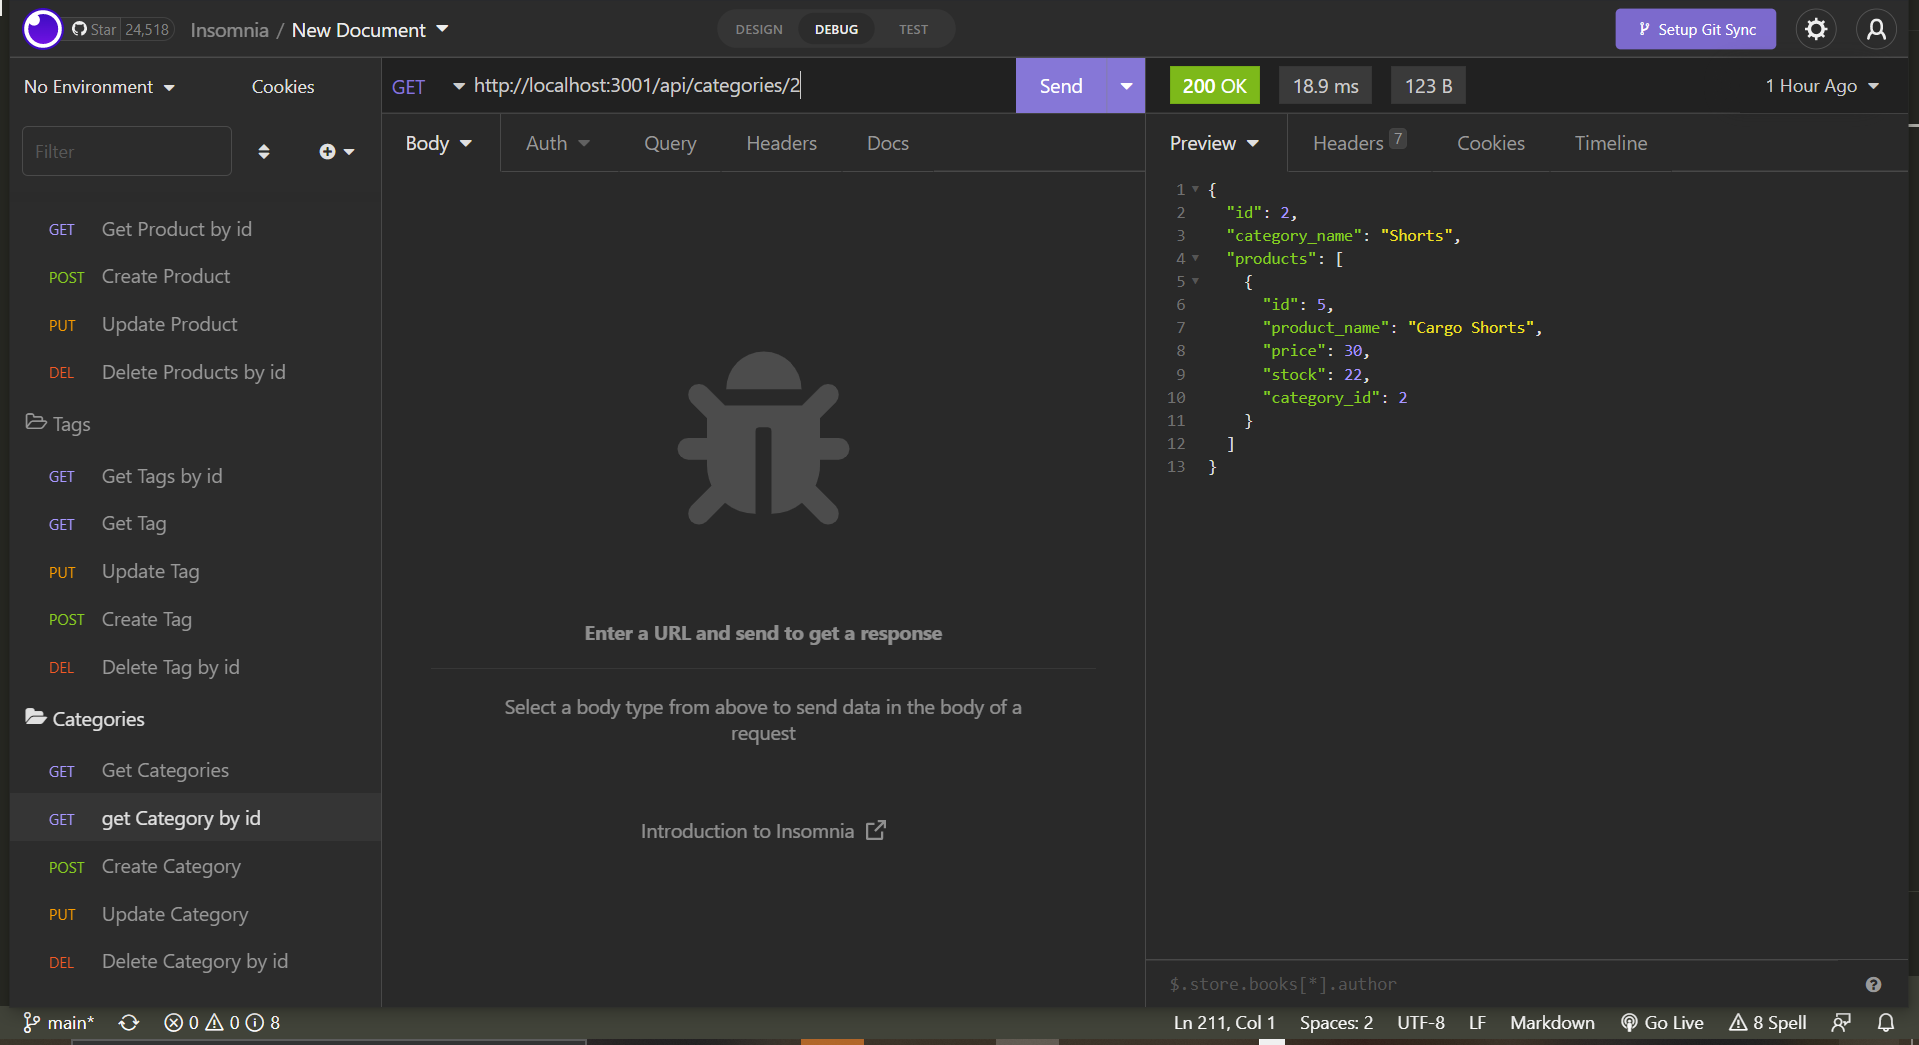 Star 24,518 Insomnia / New Document DESIGN DEBUG TEST Setup Git Sync
No Environment Cookies
Filter
GET Get Product by id
POST Create Product
PUT Update Product
DEL Delete Products by id
Tags
GET Get Tags by id
GET Get Tag
PUT Update Tag
POST Create Tag
DEL Delete Tag by id
Categories
GET Get Categories
GET get Category by id
POST Create Category
PUT Update Category
DEL Delete Category by id
GET http://localhost:3001/api/categories/2 Send
Body Auth Query Headers Docs
Enter a URL and send to get a response
Select a body type from above to send data in the body of a
request
Introduction to Insomnia
200 OK 18.9 ms 123 B 1 Hour Ago
Preview Headers 7 Cookies Timeline
1 {
2 "id": 2,
3 "category_name": "Shorts",
4 "products": [
5 {
6 "id": 5,
7 "product_name": "Cargo Shorts",
8 "price": 30,
9 "stock": 22,
10 "category_id": 2
11 }
12 ]
13 }
$.store.books[*].author
main* 0 0 8 Ln 211, Col 1 Spaces: 2 UTF-8 LF Markdown Go Live 8 Spell